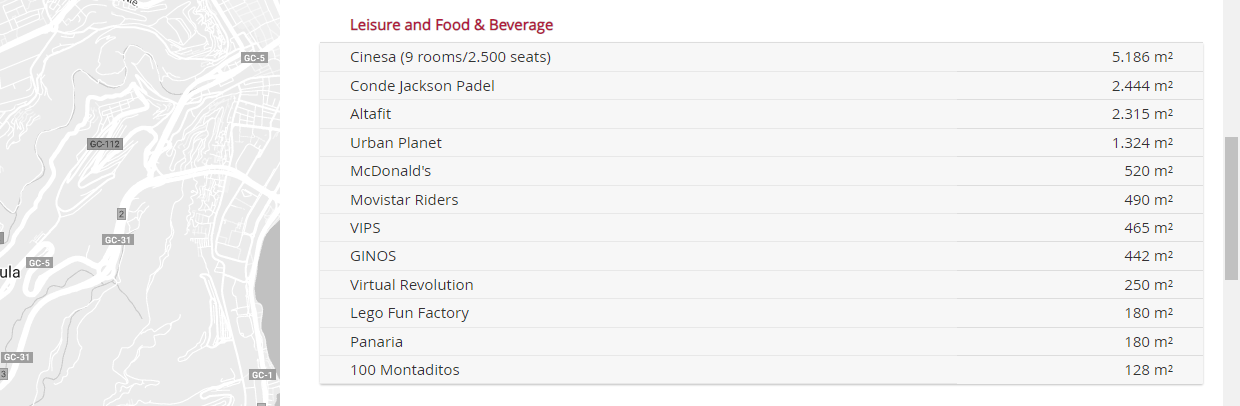 Leisure and Food & Beverage
Cinesa (9 rooms/2.500 seats) 5.186 m²
Conde Jackson Padel 2.444 m²
Altafit 2.315 m²
Urban Planet 1.324 m²
McDonald's 520 m²
Movistar Riders 490 m²
VIPS 465 m²
GINOS 442 m²
Virtual Revolution 250 m²
Lego Fun Factory 180 m²
Panaria 180 m²
100 Montaditos 128 m²
GC-5
GC-112
2
GC-31
GC-5
ula
GC-31
3
GC-1